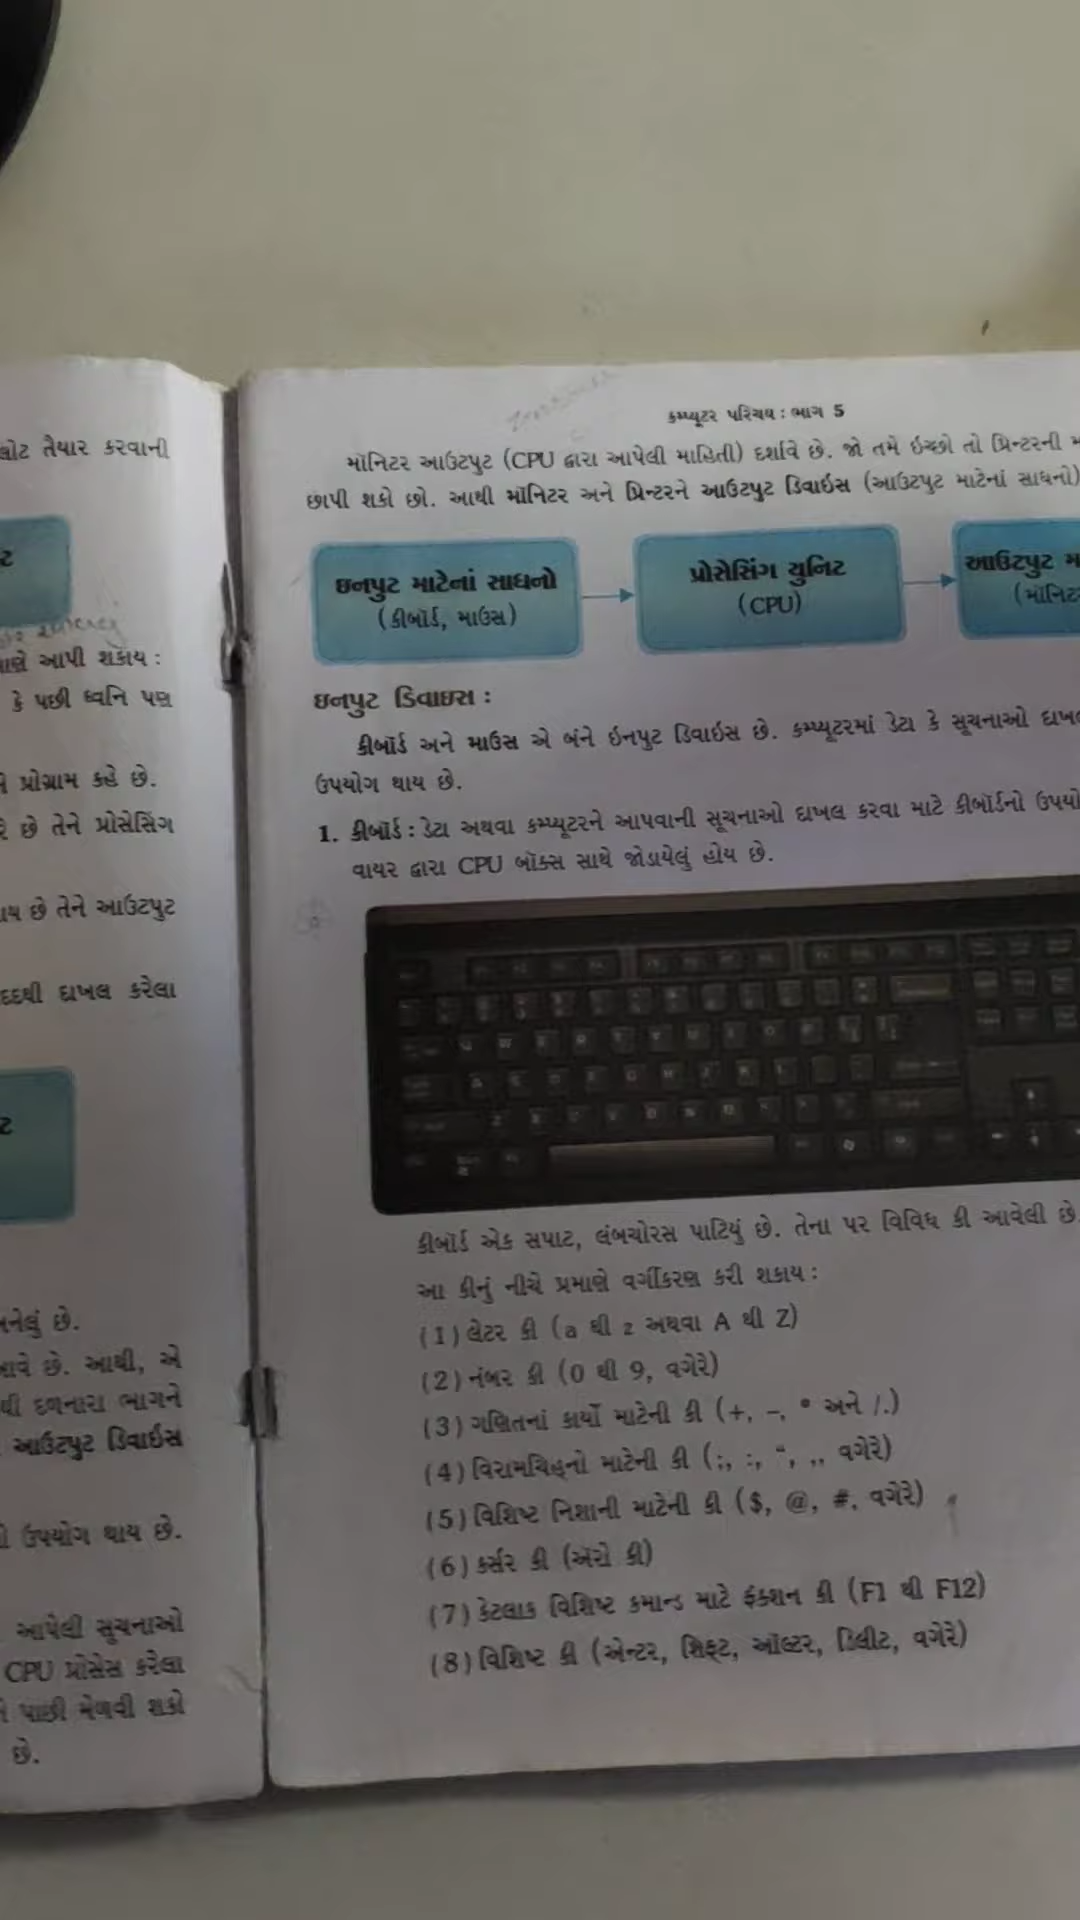 લોટ તૈયાર કરવાની
આપી શકાય :
કે પછી ધ્વનિ પણ
પ્રોગ્રામ કહે છે.
છે તેને પ્રોસેસિંગ
છે તેને આઉટપુટ
દાખલ કરેલા
છે.
છે. આથી, એ
દળનારા ભાગને
આઉટપુટ ડિવાઇસ
ઉપયોગ થાય છે.
આપેલી સૂચનાઓ
CPU પ્રોસેસ કરેલા
પાછી મેળવી શકો
છે.
કમ્પ્યૂટર પરિચય : ભાગ 5
મૉનિટર આઉટપુટ (CPU દ્વારા આપેલી માહિતી) દર્શાવે છે. જો તમે ઇચ્છો તો પ્રિન્ટરની
છાપી શકો છો. આથી મૉનિટર અને પ્રિન્ટરને આઉટપુટ ડિવાઇસ (આઉટપુટ માટેનાં સાધનો)
ઇનપુટ માટેનાં સાધનો
(કીબૉર્ડ, માઉસ)
પ્રોસેસિંગ યુનિટ
(CPU)
આઉટપુટ
ઇનપુટ ડિવાઇસ :
કીબૉર્ડ અને માઉસ એ બંને ઇનપુટ ડિવાઇસ છે. કમ્પ્યૂટરમાં ડેટા કે સૂચનાઓ
ઉપયોગ થાય છે.
1. કીબૉર્ડ : ડેટા અથવા કમ્પ્યૂટરને આપવાની સૂચનાઓ દાખલ કરવા માટે કીબૉર્ડનો
વાયર દ્વારા CPU બૉક્સ સાથે જોડાયેલું હોય છે.
કીબૉર્ડ એક સપાટ, લંબચોરસ પાટિયું છે. તેના પર વિવિધ કી આવેલી છે.
આ કીનું નીચે પ્રમાણે વર્ગીકરણ કરી શકાય :
(1) લેટર કી (a થી z અથવા A થી Z)
(2) નંબર કી (0 થી 9, વગેરે)
(3) ગણિતનાં કાર્યો માટેની કી (+, –, * અને /.)
(4) વિરામચિહ્નો માટેની કી (;, :, “, ,, વગેરે)
(5) વિશિષ્ટ નિશાની માટેની કી ($, @, #, વગેરે)
(6) કર્સર કી (ઍરો કી)
(7) કેટલાક વિશિષ્ટ કમાન્ડ માટે ફંક્શન કી (F1 થી F12)
(8) વિશિષ્ટ કી (એન્ટર, શિફ્ટ, ઑલ્ટર, ડિલીટ, વગેરે)